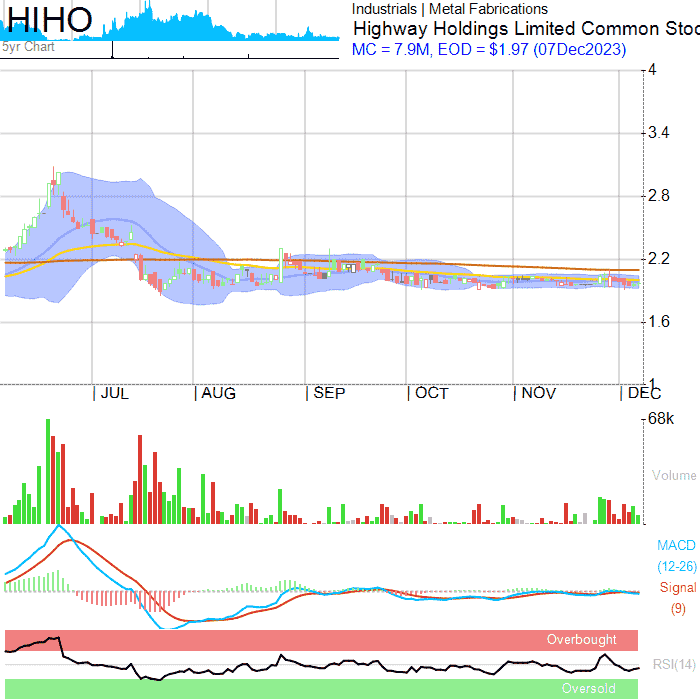 HIHO
5yr Chart
Industrials | Metal Fabrications
Highway Holdings Limited Common Stoc
MC = 7.9M, EOD = $1.97 (07Dec2023)
4
3.4
2.8
2.2
1.6
1
JUL AUG SEP OCT NOV DEC
68k
Volume
MACD
(12-26)
Signal
(9)
Overbought
RSI(14)
Oversold